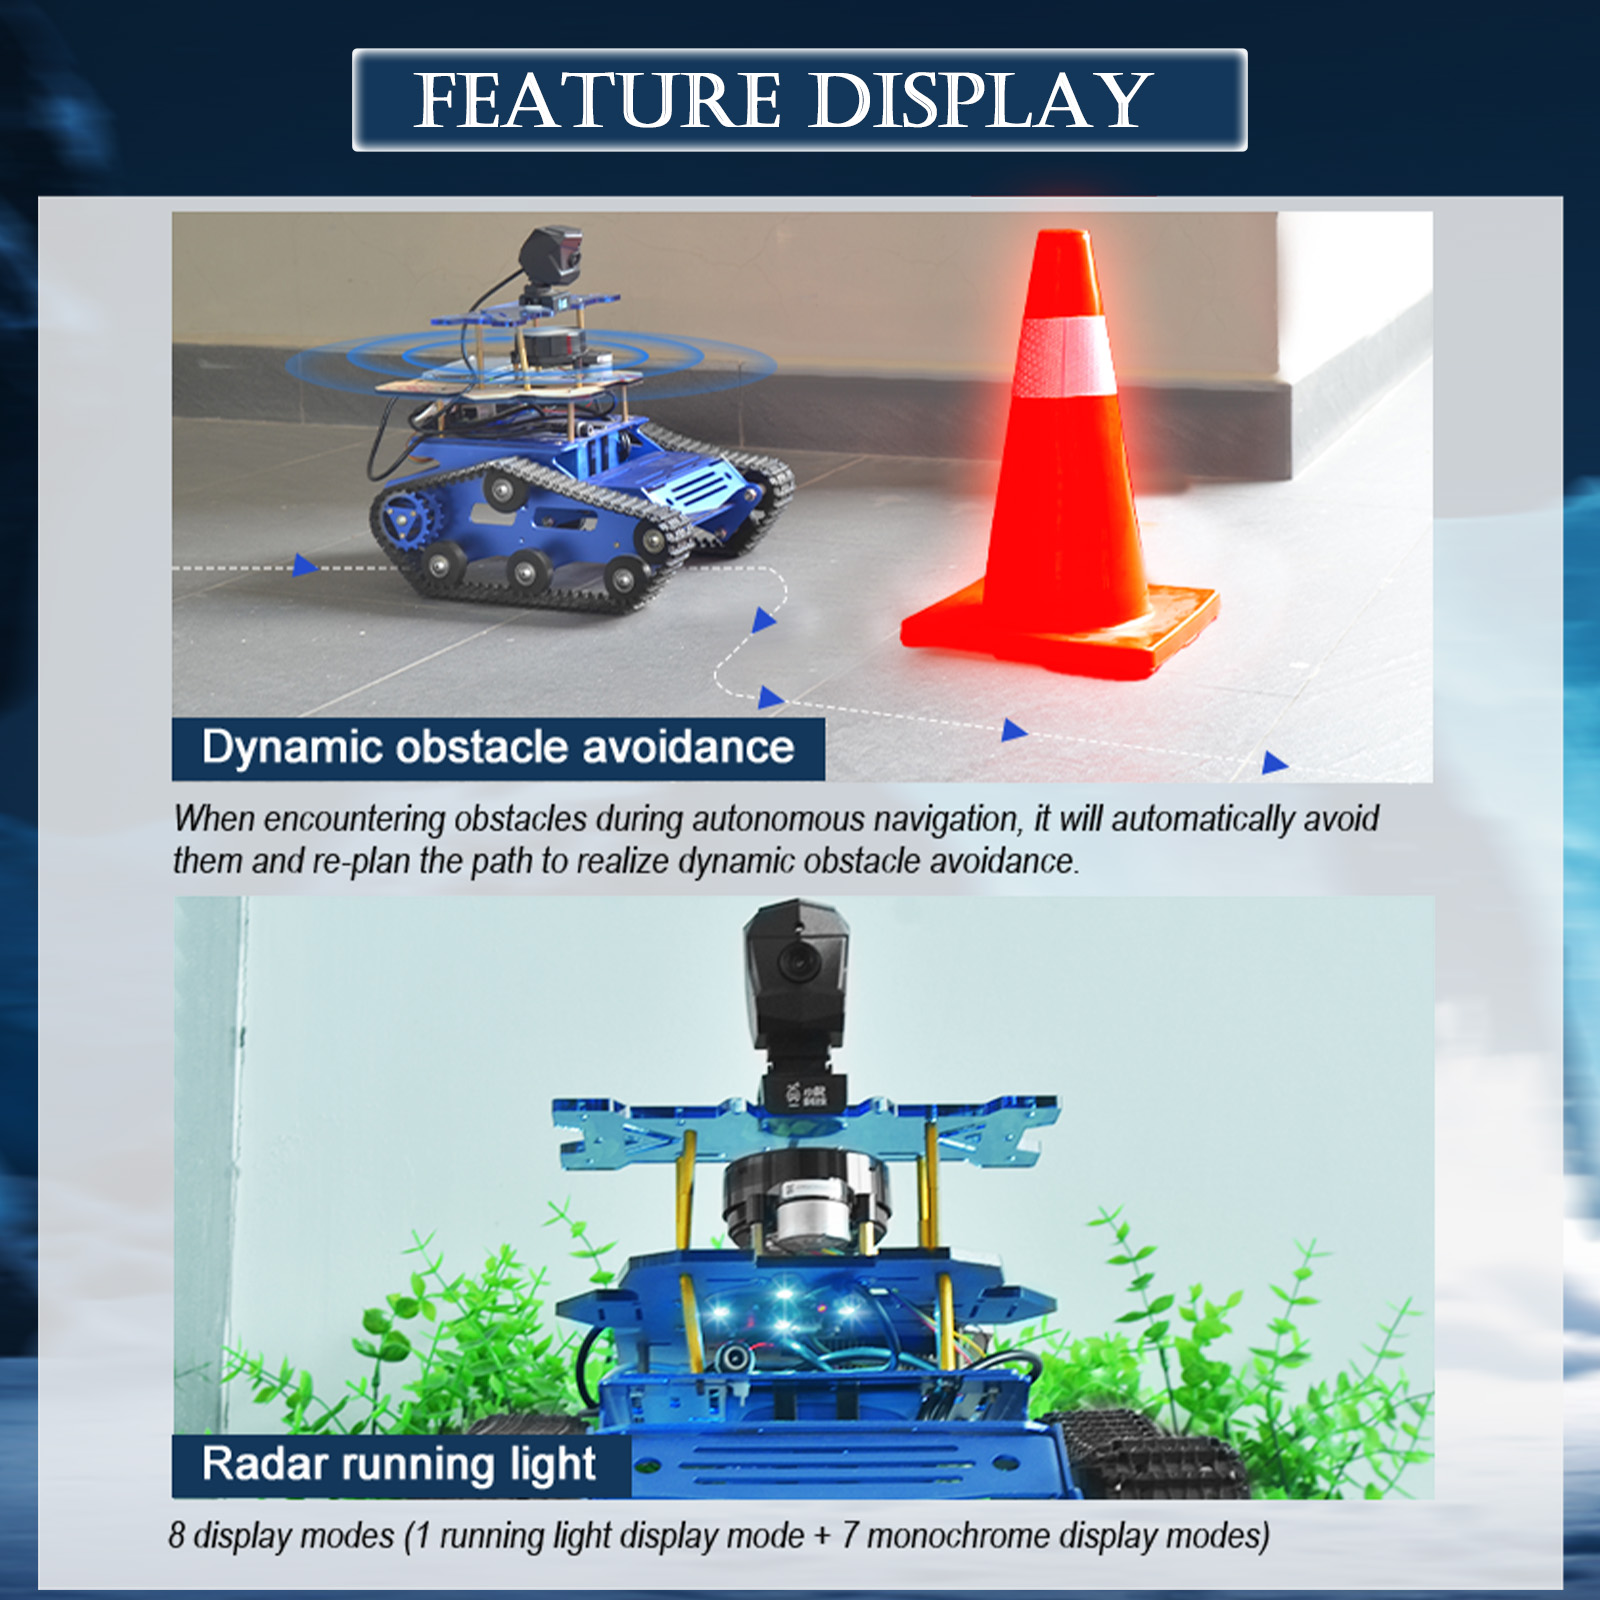 FEATURE DISPLAY
Dynamic obstacle avoidance
When encountering obstacles during autonomous navigation, it will automatically avoid
them and re-plan the path to realize dynamic obstacle avoidance.
Radar running light
8 display modes (1 running light display mode + 7 monochrome display modes)